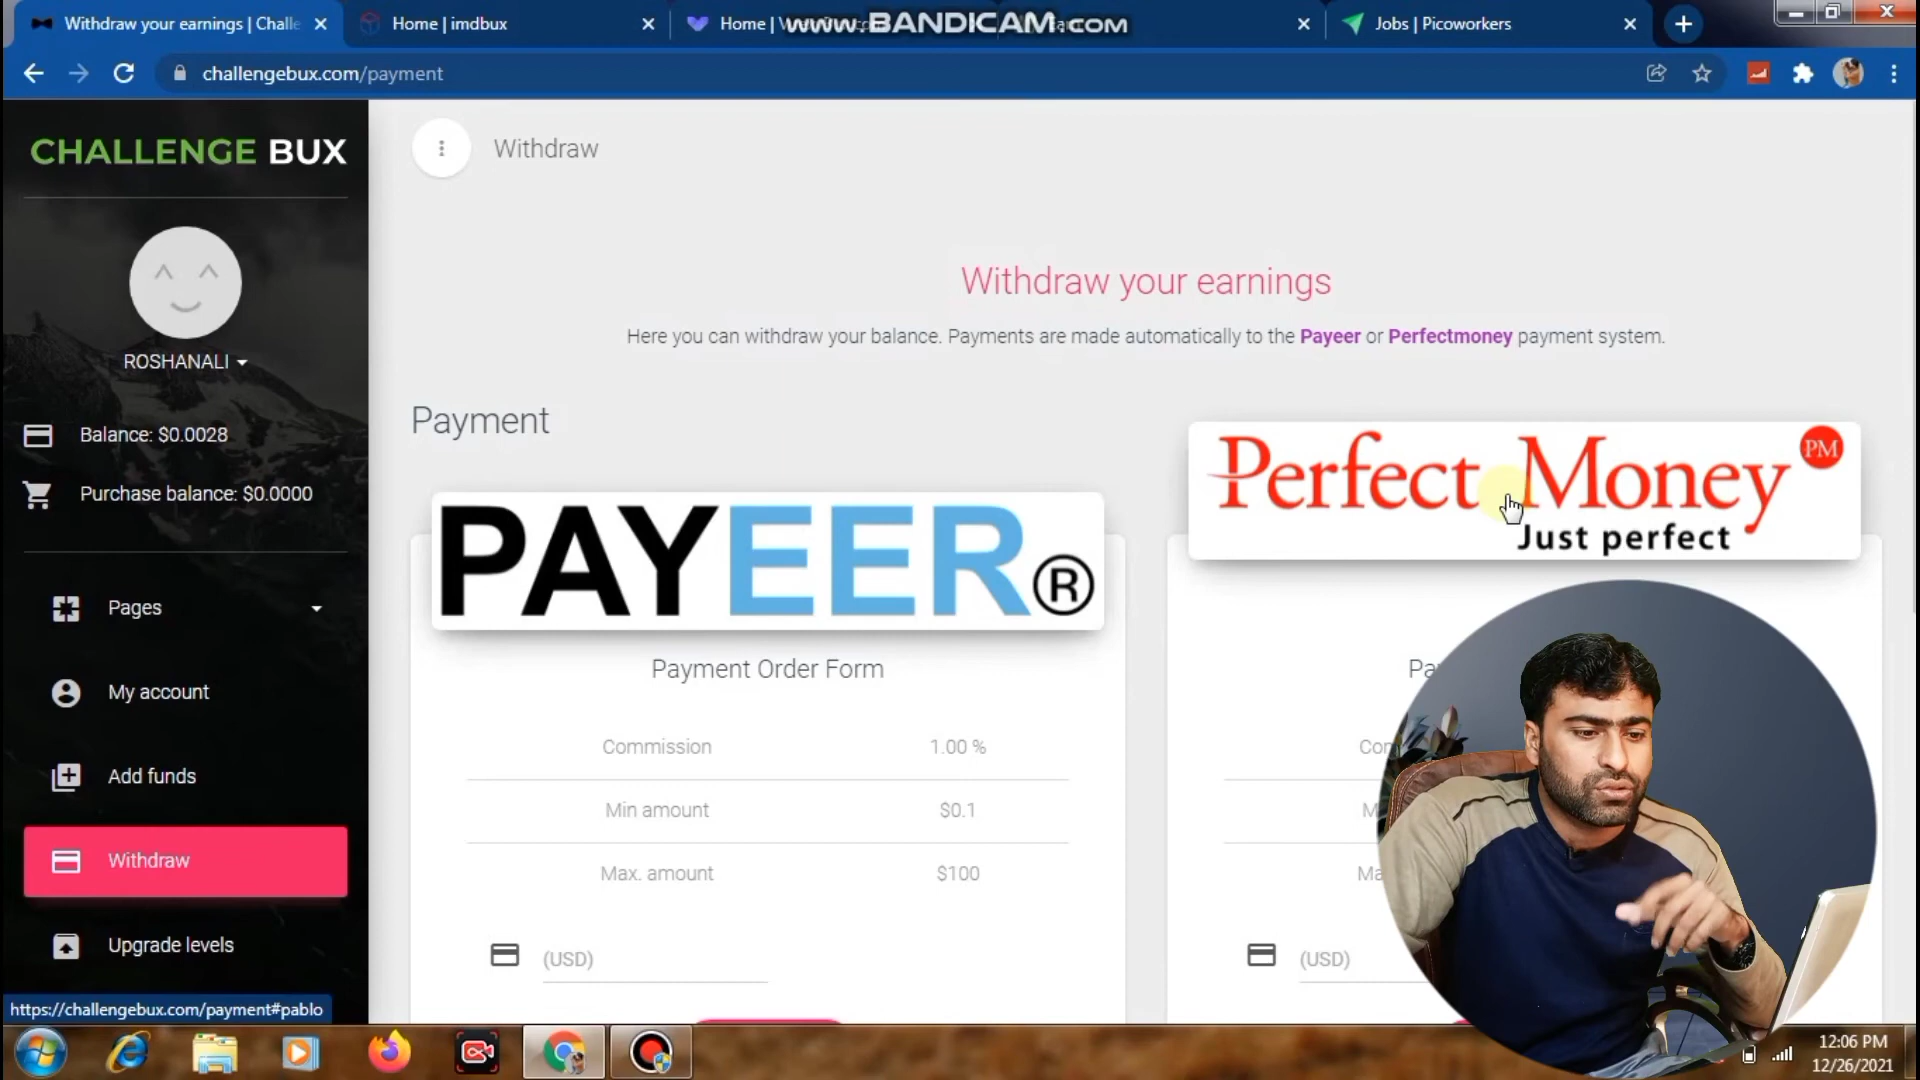 Withdraw your earnings | Challe
Home | imdbux
Home |
www.BANDICAM.com
Jobs | Picoworkers
challengebux.com/payment
CHALLENGE BUX
Withdraw
Withdraw your earnings
Here you can withdraw your balance. Payments are made automatically to the Payeer or Perfectmoney payment system.
ROSHANALI
Balance: $0.0028
Purchase balance: $0.0000
Payment
Perfect Money PM
Just perfect
PAYEER®
Pages
My account
Add funds
Withdraw
Upgrade levels
Payment Order Form
Commission 1.00 %
Min amount $0.1
Max. amount $100
(USD)
Pa
Com
M
Ma
(USD)
https://challengebux.com/payment#pablo
12:06 PM
12/26/2021